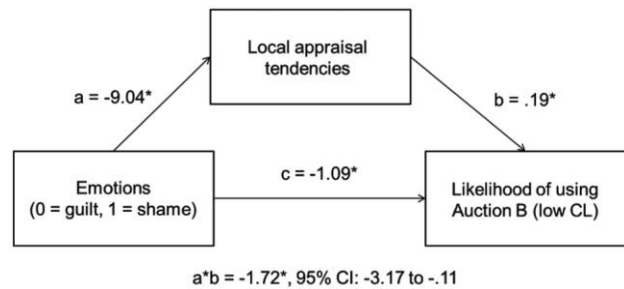 Local appraisal
tendencies
a = -9.04*
b = .19*
Emotions
(0 = guilt, 1 = shame)
c = -1.09*
Likelihood of using
Auction B (low CL)
a*b = -1.72*, 95% CI: -3.17 to -.11